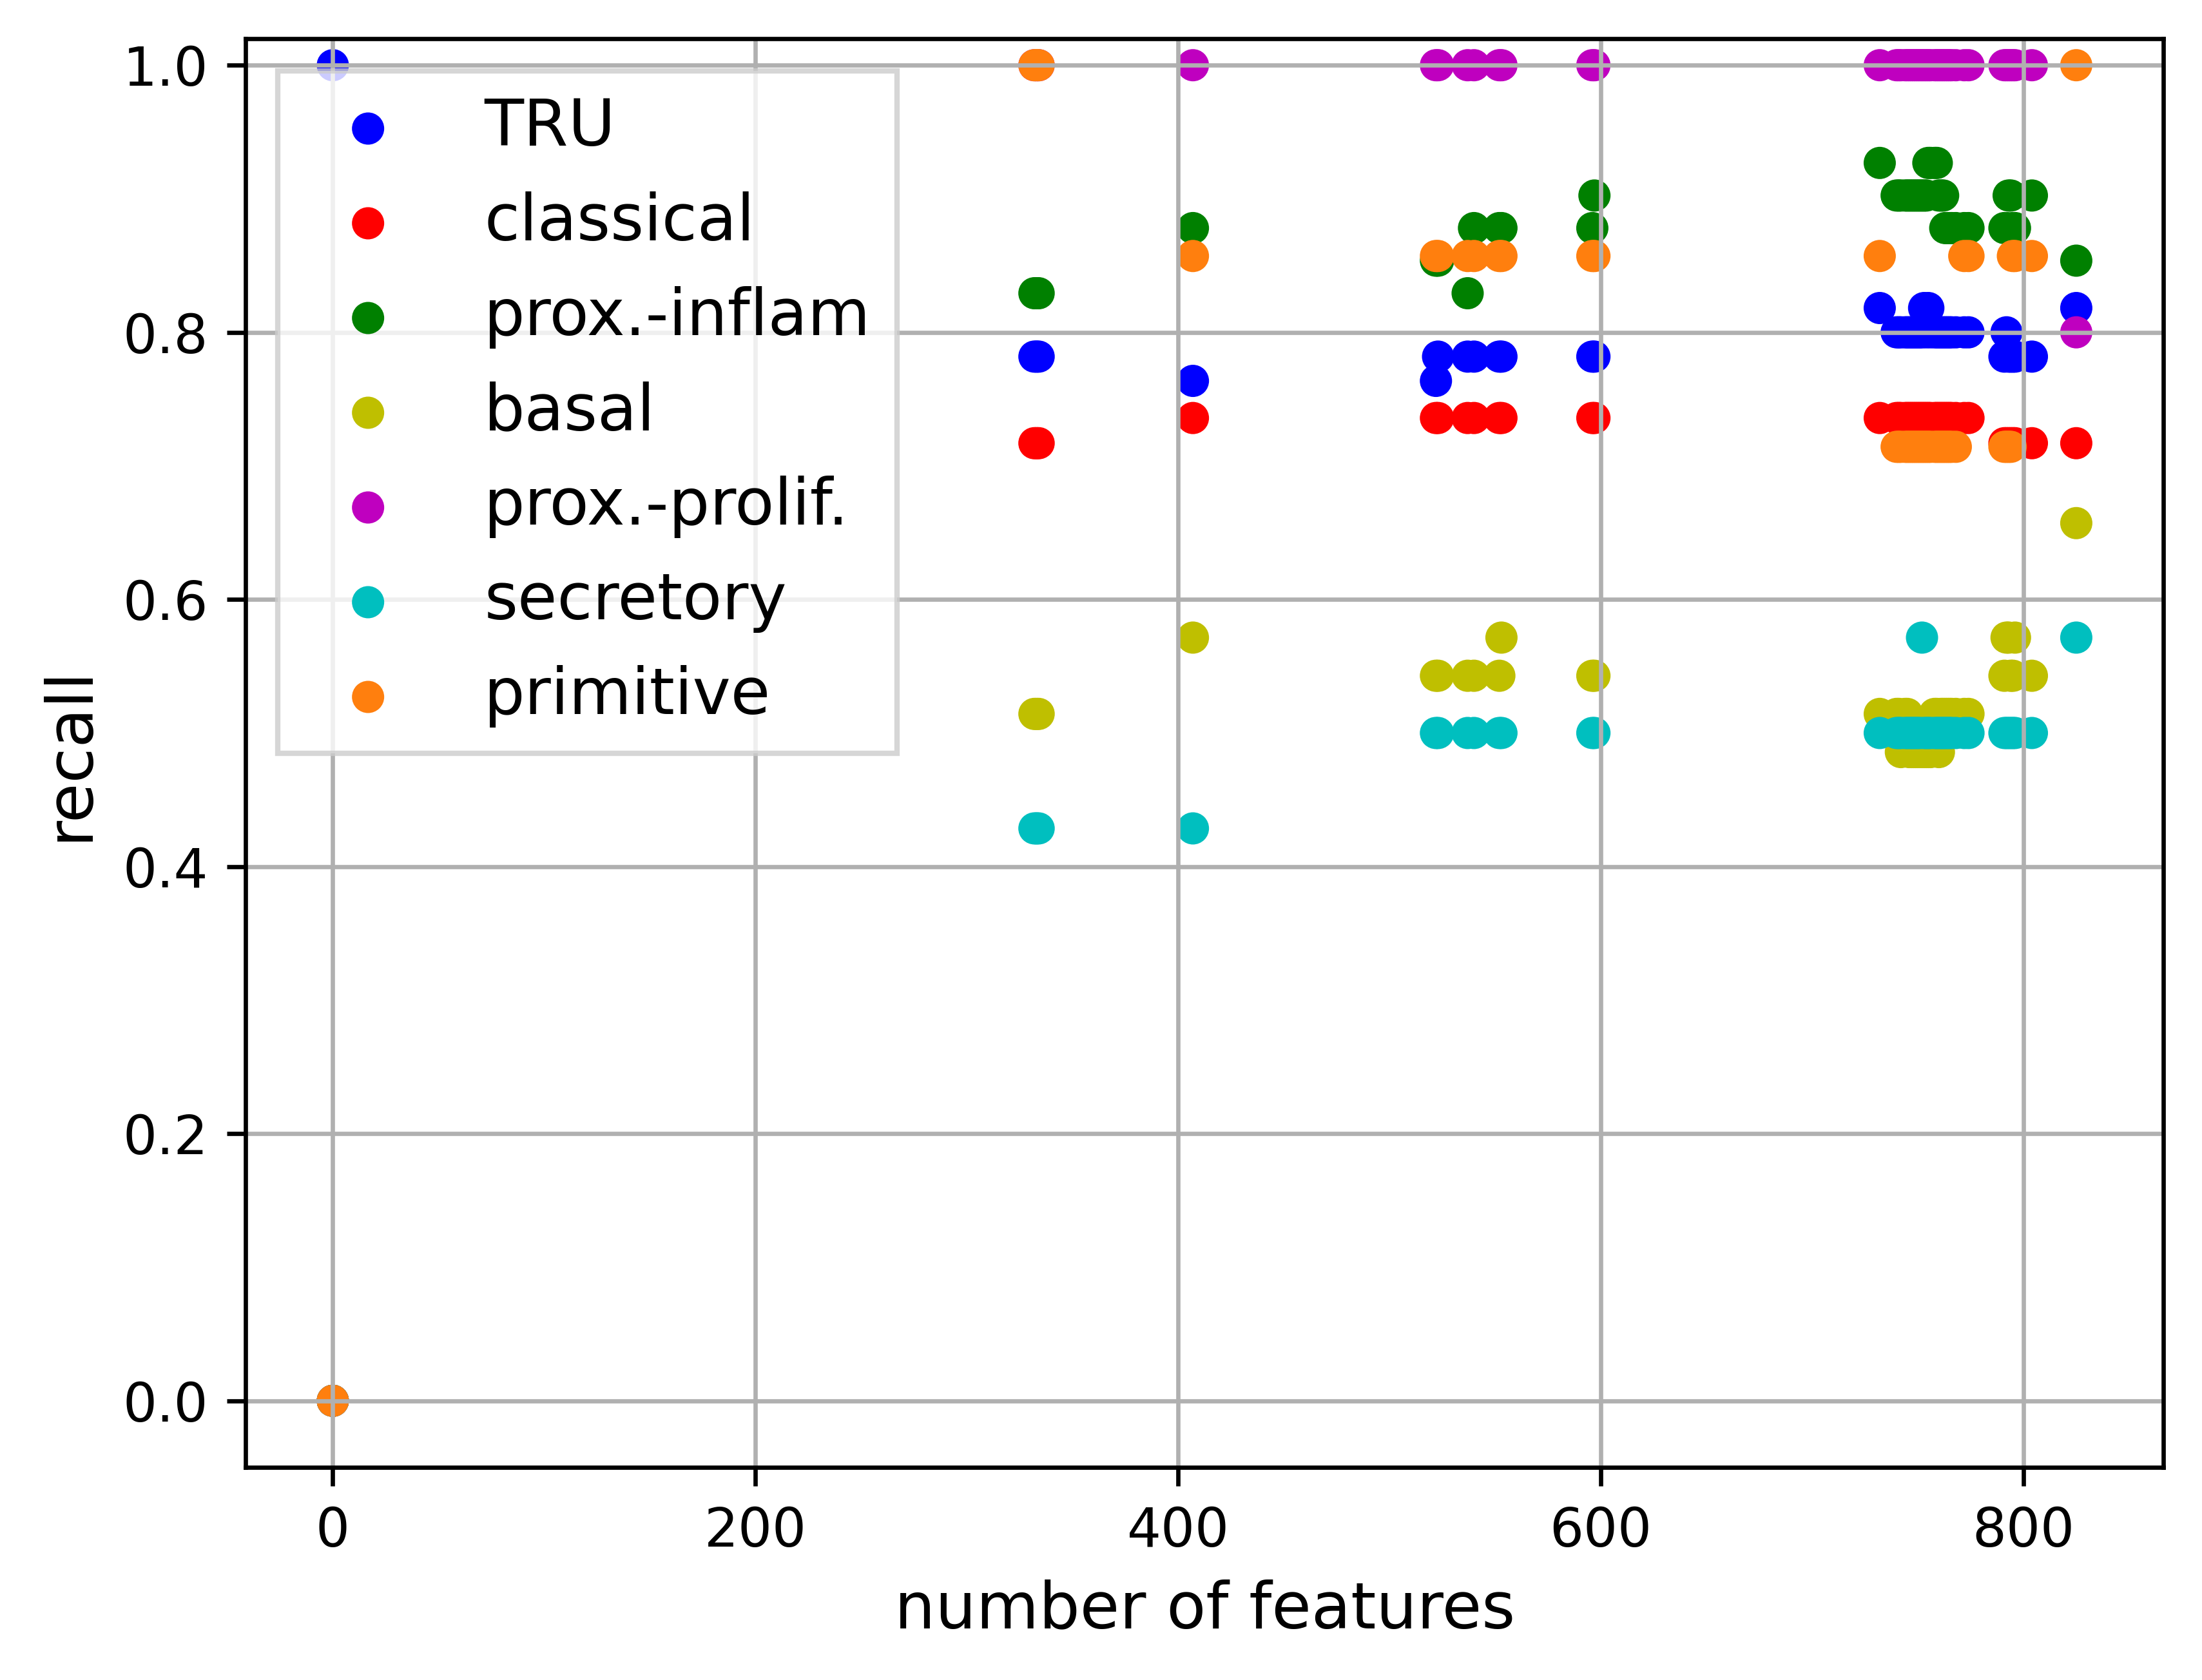 1.0
0.8
0.6
0.4
0.2
0.0
recall
TRU
classical
prox.-inflam
basal
prox.-prolif.
secretory
primitive
0 200 400 600 800
number of features